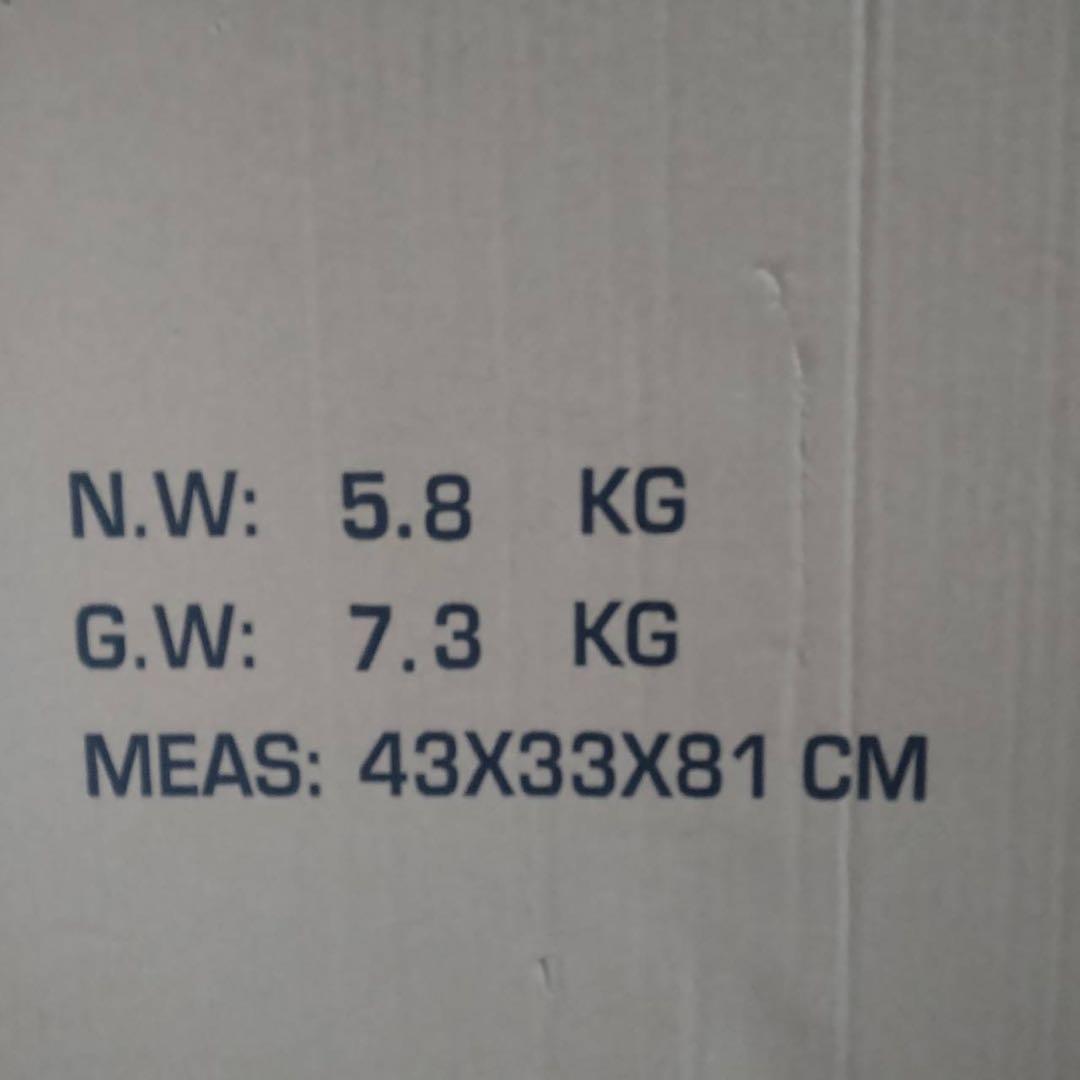 N.W: 5.8 KG
G.W: 7.3 KG
MEAS: 43X33X81 CM